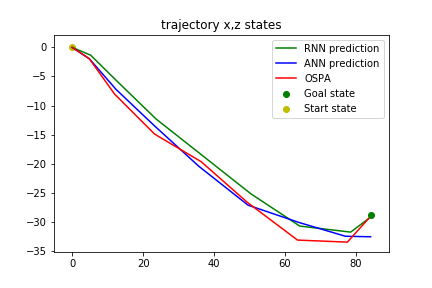 trajectory x,z states
RNN prediction
ANN prediction
OSPA
Goal state
Start state
0
−5
−10
−15
−20
−25
−30
−35
0
20
40
60
80